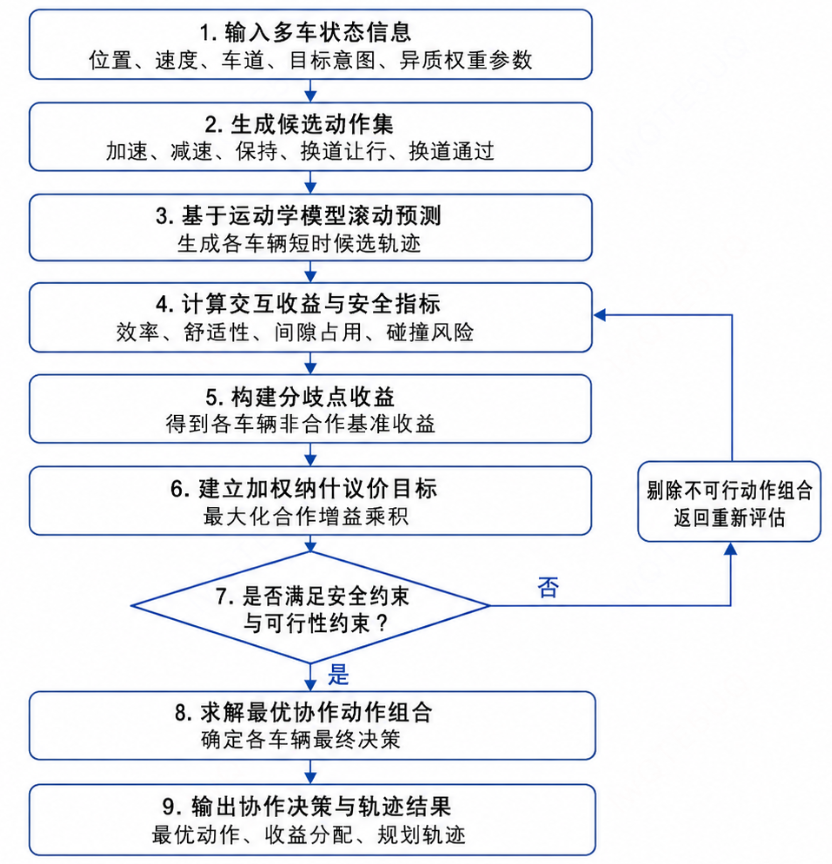 1. 输入多车状态信息
位置、速度、车道、目标意图、异质权重参数
2. 生成候选动作集
加速、减速、保持、换道让行、换道通过
3. 基于运动学模型滚动预测
生成各车辆短时候选轨迹
4. 计算交互收益与安全指标
效率、舒适性、间隙占用、碰撞风险
5. 构建分歧点收益
得到各车辆非合作基准收益
6. 建立加权纳什议价目标
最大化合作增益乘积
剔除不可行动作组合
返回重新评估
7. 是否满足安全约束
与可行性约束？
否
是
8. 求解最优协作动作组合
确定各车辆最终决策
9. 输出协作决策与轨迹结果
最优动作、收益分配、规划轨迹